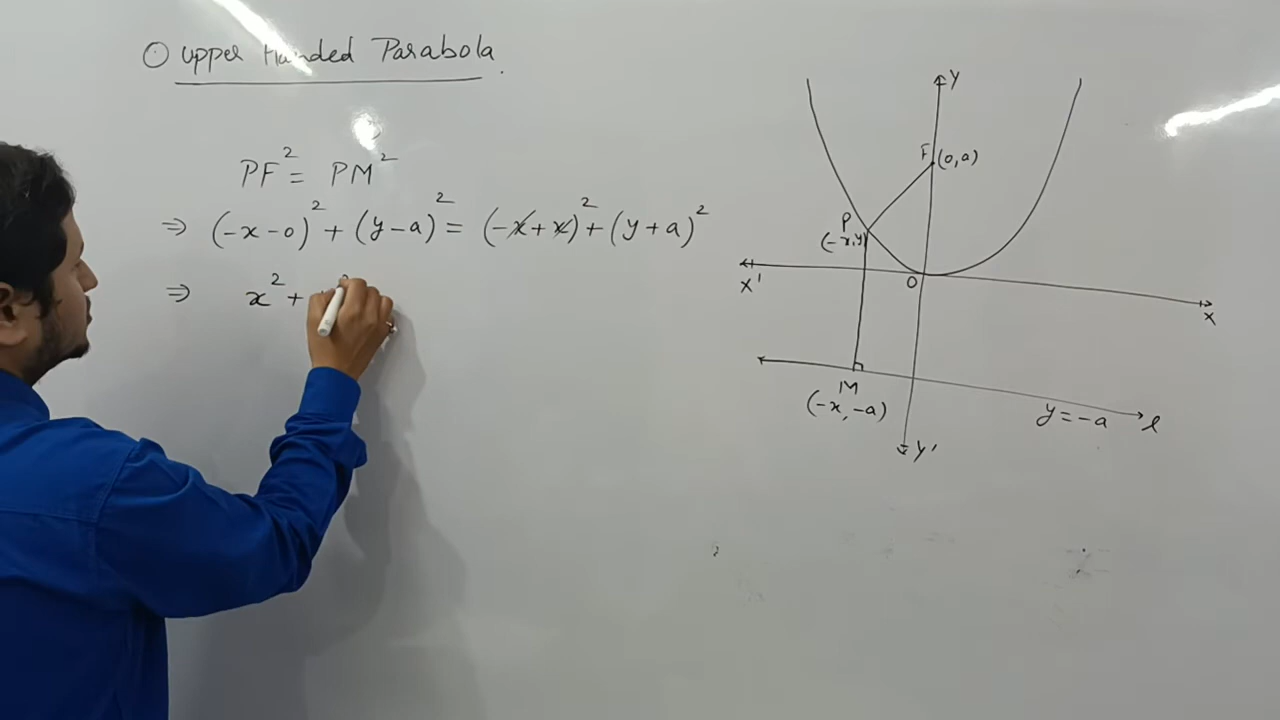 ○ Upper Handed Parabola.
PF² = PM²
⇒ (-x-0)² + (y-a)² = (-x+x)² + (y+a)²
⇒ x² +
Y
F (0,a)
P
(-x,y)
X'
O
X
M
(-x,-a)
y=-a
l
Y'